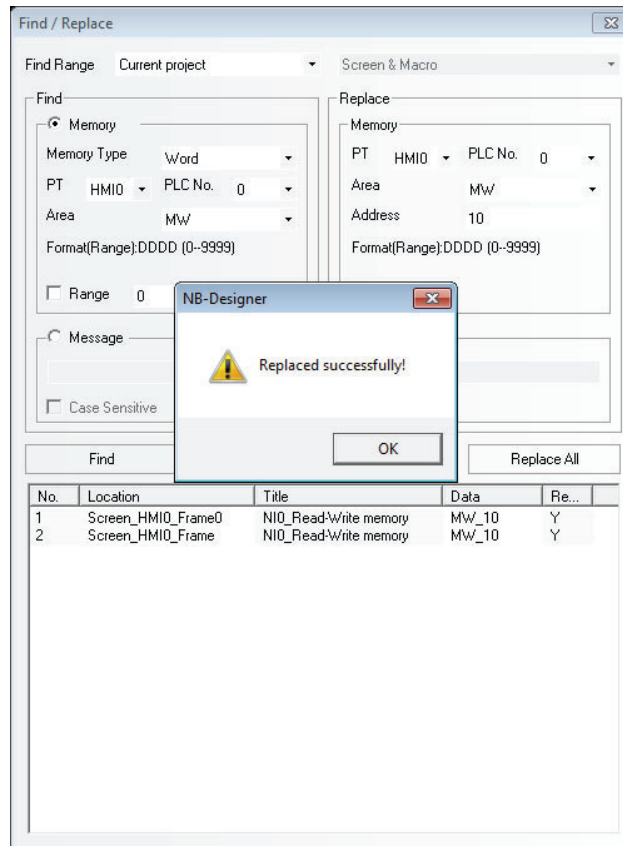 Find / Replace
Find Range Current project Screen & Macro
Find
Memory
Memory Type Word
PT HMI0 PLC No. 0
Area MW
Format(Range):DDDD (0--9999)
Range 0
Message
Case Sensitive
Replace
Memory
PT HMI0 PLC No. 0
Area MW
Address 10
Format(Range):DDDD (0--9999)
NB-Designer
Replaced successfully!
OK
Find Replace All
No. Location Title Data Re...
1 Screen_HMI0_Frame0 NI0_Read-Write memory MW_10 Y
2 Screen_HMI0_Frame NI0_Read-Write memory MW_10 Y